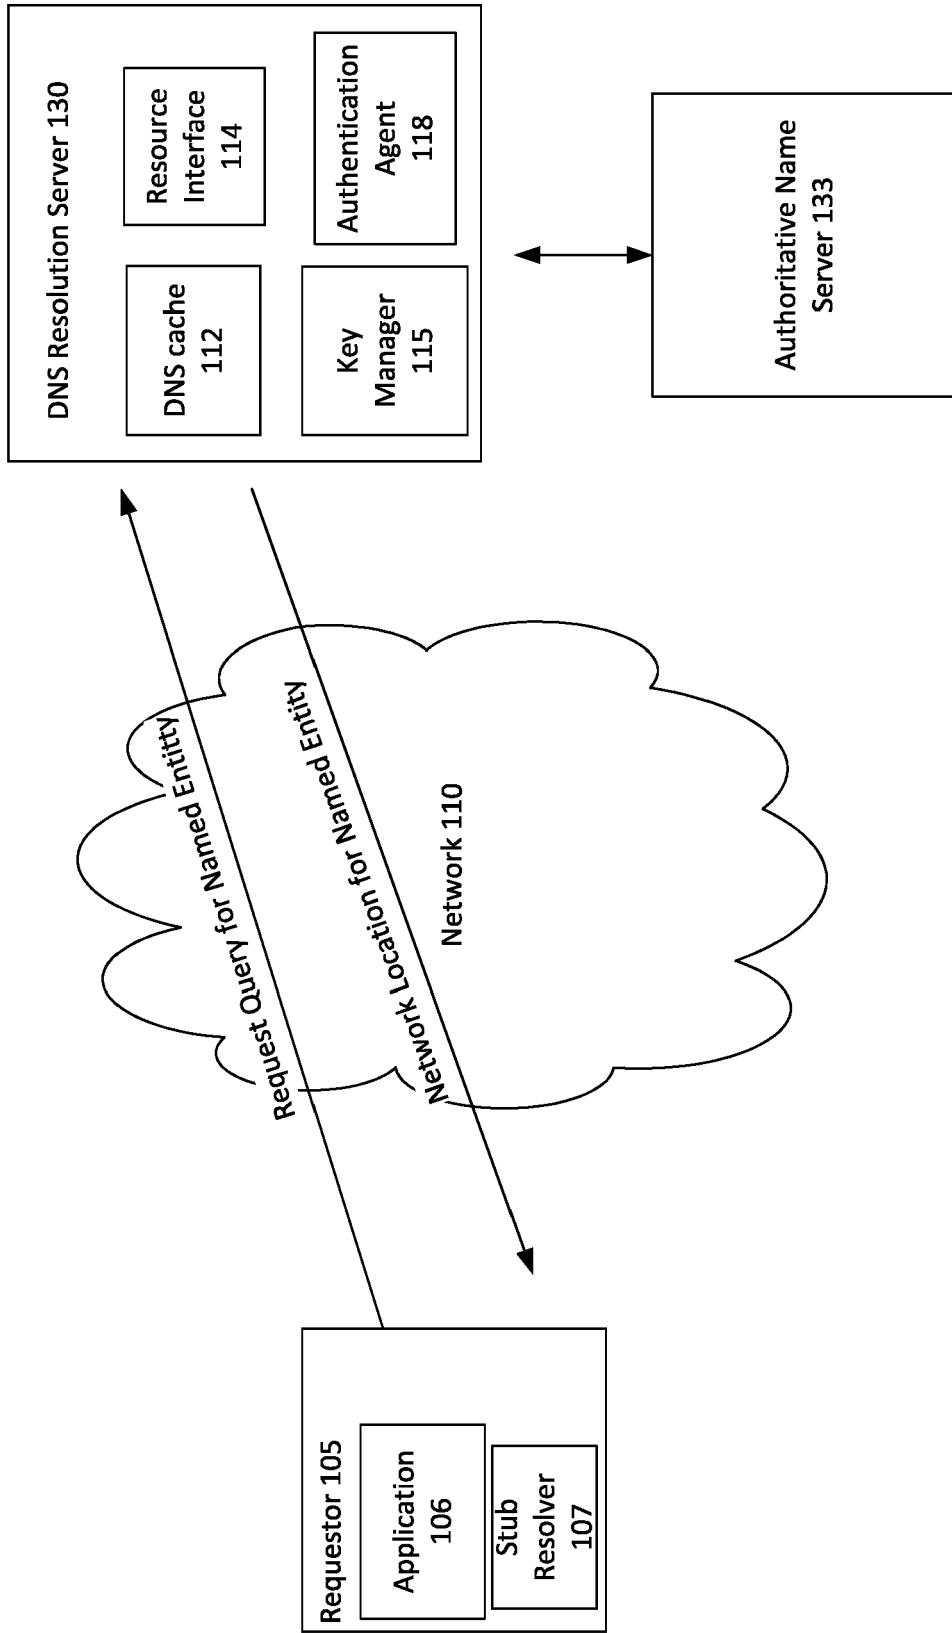 DNS Resolution Server 130
DNS cache
112
Resource
Interface
114
Key
Manager
115
Authentication
Agent
118
Request Query for Named Entitty
Network Location for Named Entity
Network 110
Requestor 105
Application
106
Stub
Resolver
107
Authoritative Name
Server 133